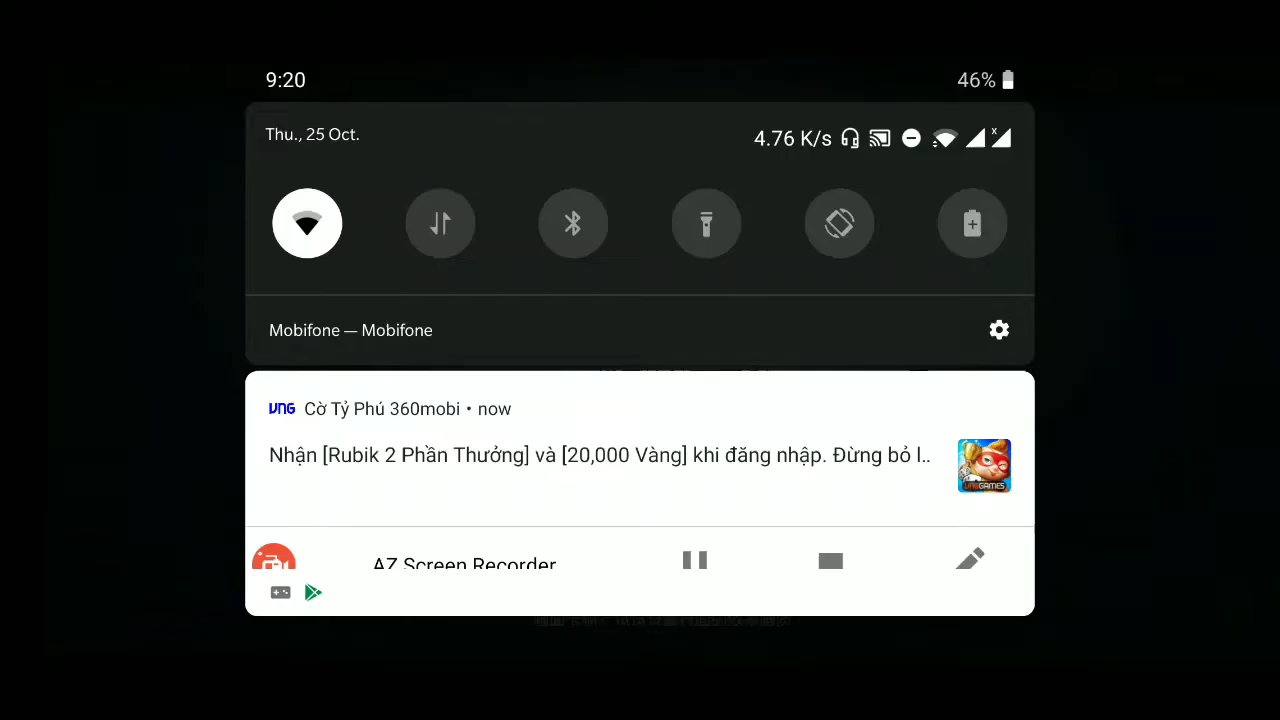 9:20
46%
Thu., 25 Oct.
4.76 K/s
Mobifone — Mobifone
VNG Cờ Tỷ Phú 360mobi • now
Nhận [Rubik 2 Phần Thưởng] và [20,000 Vàng] khi đăng nhập. Đừng bỏ l..
VNGGAMES
AZ Screen Recorder